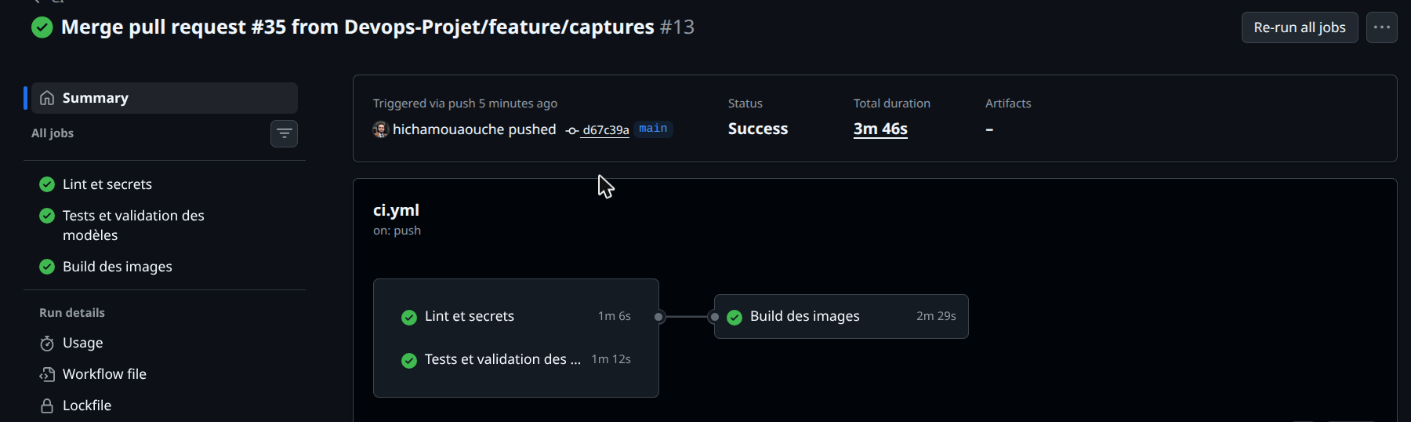 Merge pull request #35 from Devops-Projet/feature/captures #13
Re-run all jobs
Summary
All jobs
Lint et secrets
Tests et validation des
modèles
Build des images
Run details
Usage
Workflow file
Lockfile
Triggered via push 5 minutes ago
hichamouaouche pushed d67c39a main
Status
Success
Total duration
3m 46s
Artifacts
–
ci.yml
on: push
Lint et secrets 1m 6s
Tests et validation des ... 1m 12s
Build des images 2m 29s